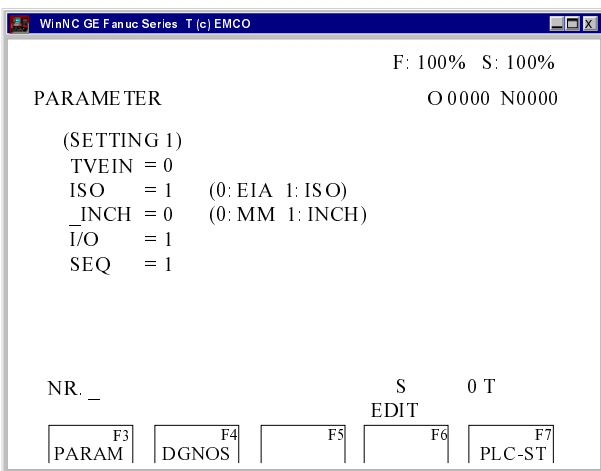 WinNC GE Fanuc Series T (c) EMCO
F: 100% S: 100%
PARAMETER O 0000 N0000
(SETTING 1)
TVEIN = 0
ISO = 1 (0: EIA 1: ISO)
_INCH = 0 (0: MM 1: INCH)
I/O = 1
SEQ = 1
NR. _ S 0 T
EDIT
F3 F4 F5 F6 F7
PARAM DGNOS PLC-ST